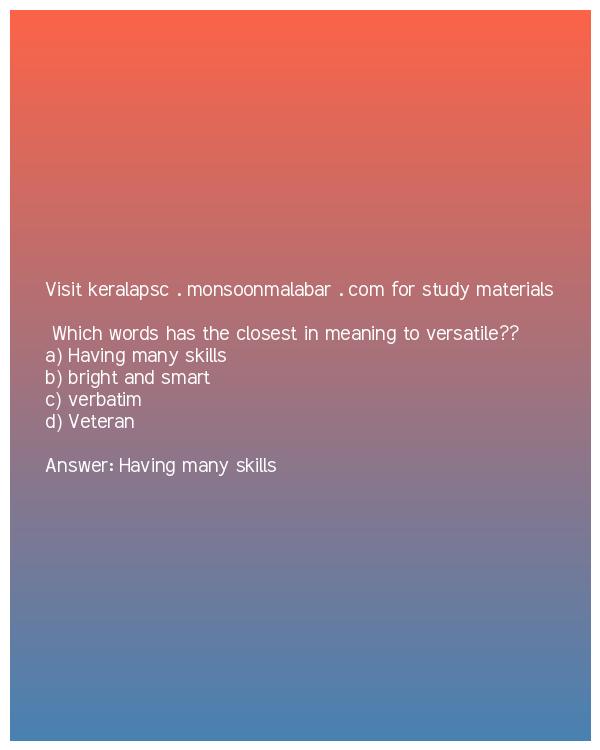 Visit keralapsc . monsoonmalabar . com for study materials
Which words has the closest in meaning to versatile??
a) Having many skills
b) bright and smart
c) verbatim
d) Veteran
Answer: Having many skills